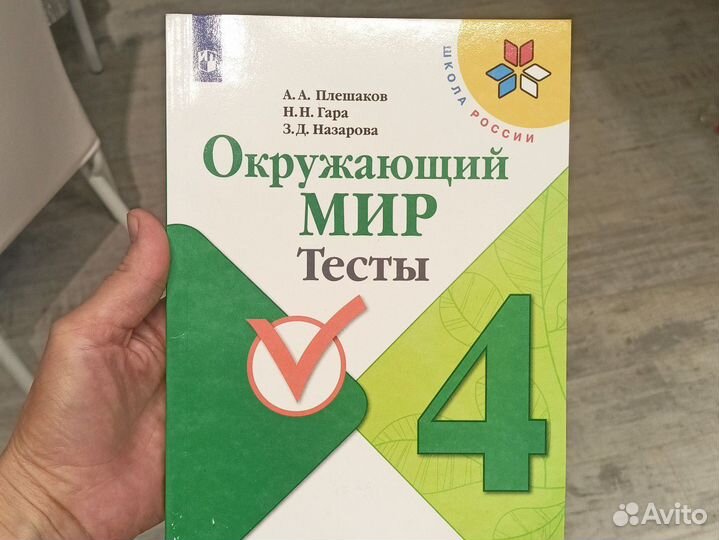 А. А. Плешаков
Н. Н. Гара
З. Д. Назарова
ШКОЛА РОССИИ
Окружающий
МИР
Тесты
4
Avito